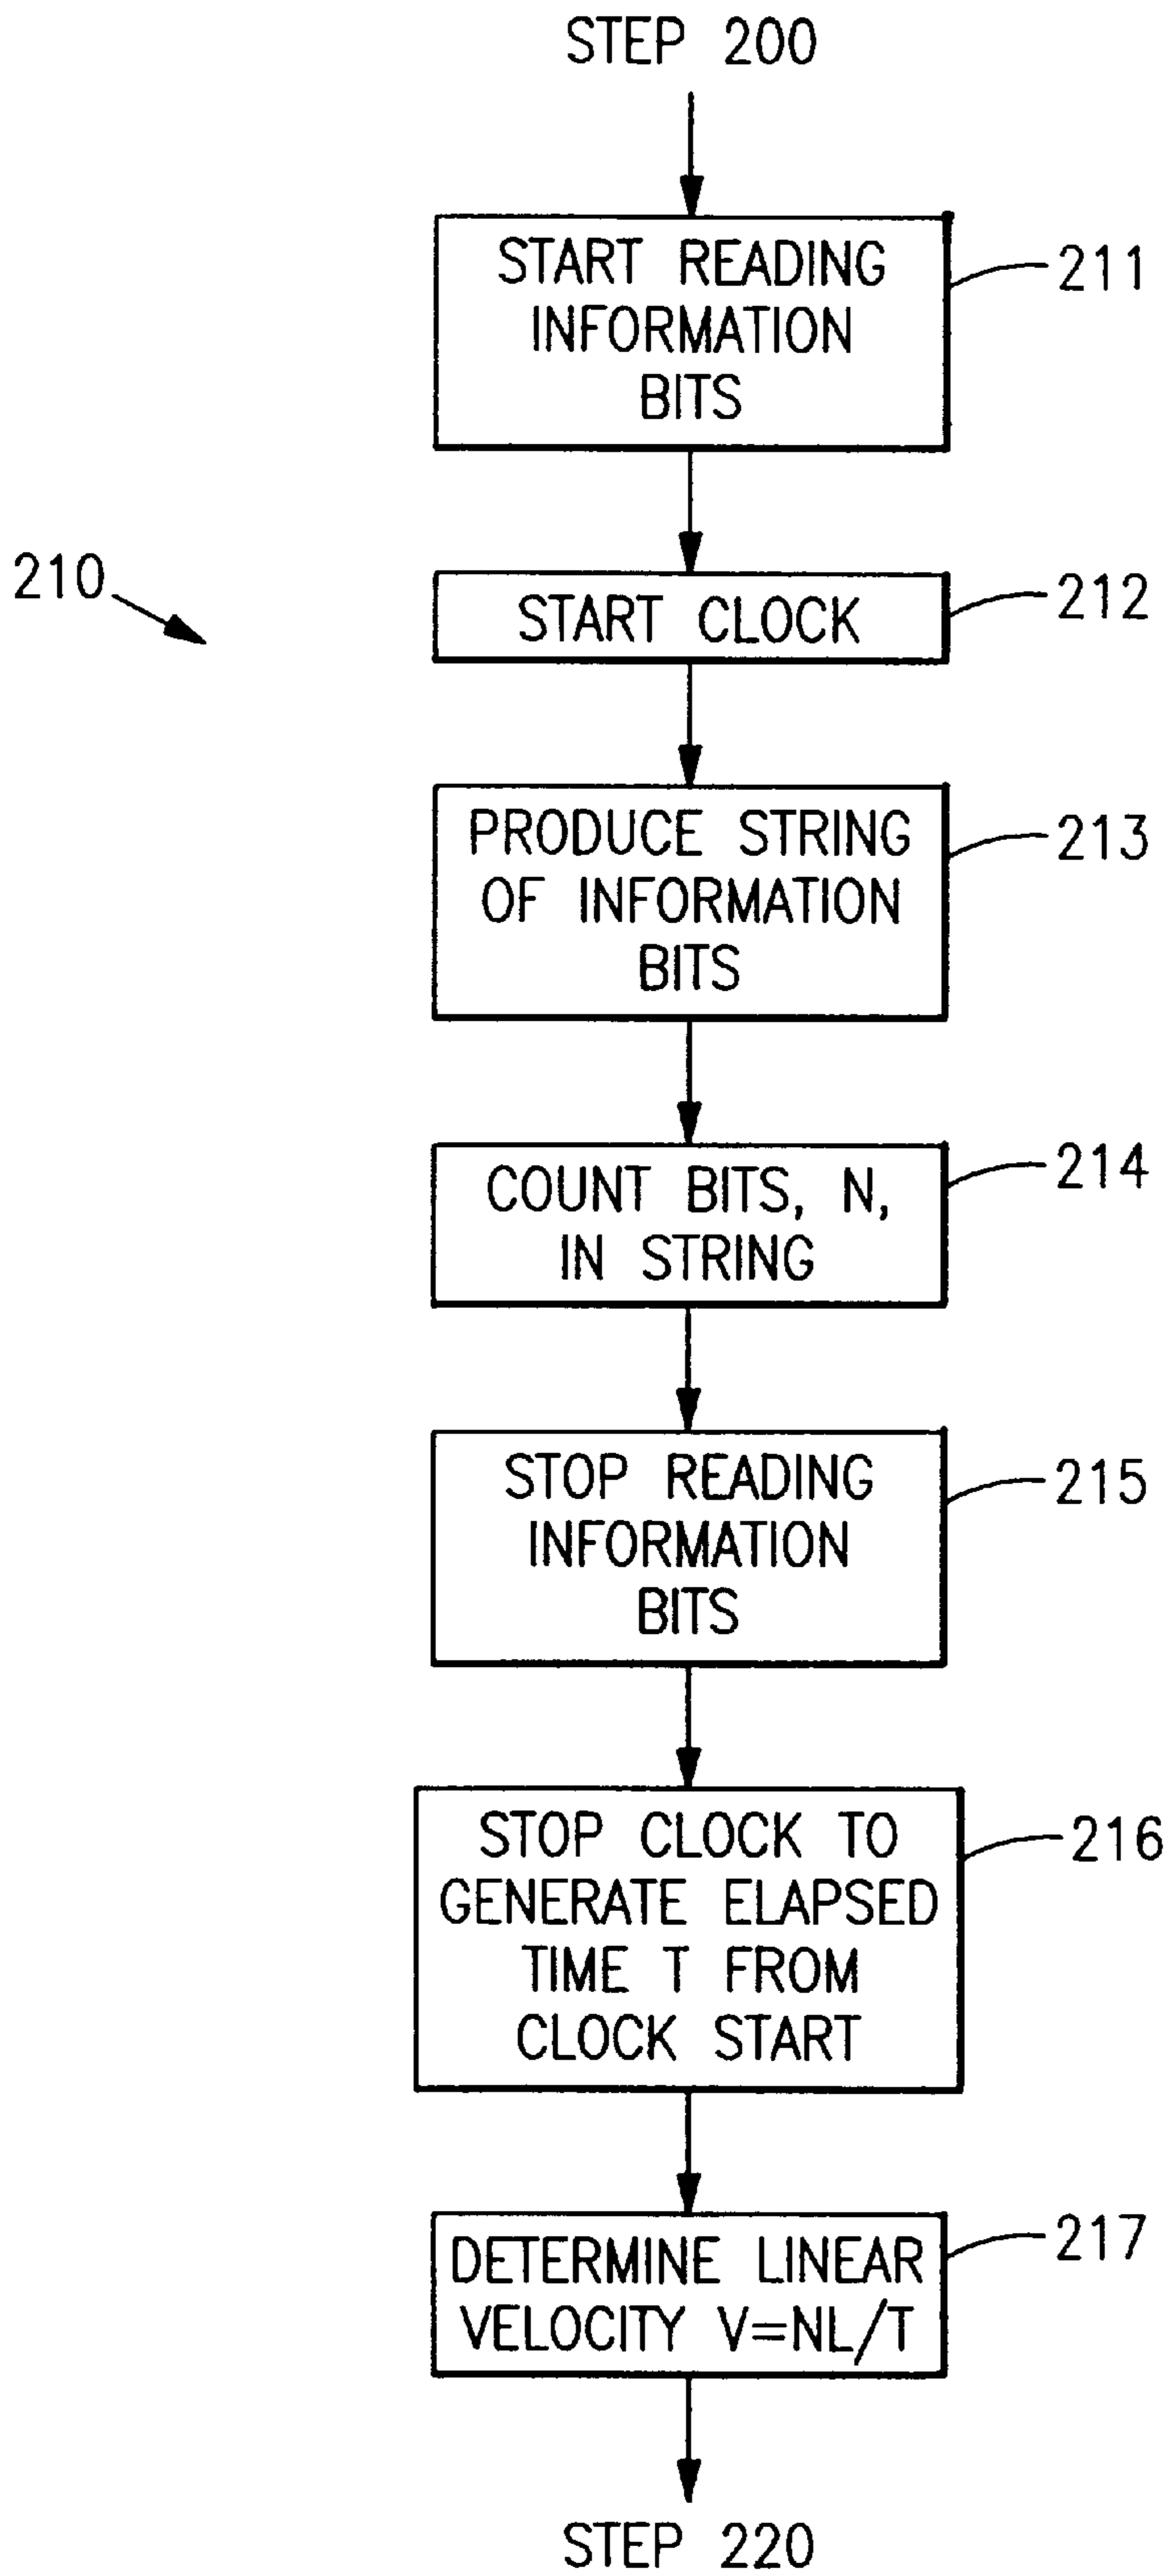 STEP 200
START READING
INFORMATION
BITS
211
210
START CLOCK
212
PRODUCE STRING
OF INFORMATION
BITS
213
COUNT BITS, N,
IN STRING
214
STOP READING
INFORMATION
BITS
215
STOP CLOCK TO
GENERATE ELAPSED
TIME T FROM
CLOCK START
216
DETERMINE LINEAR
VELOCITY V=NL/T
217
STEP 220